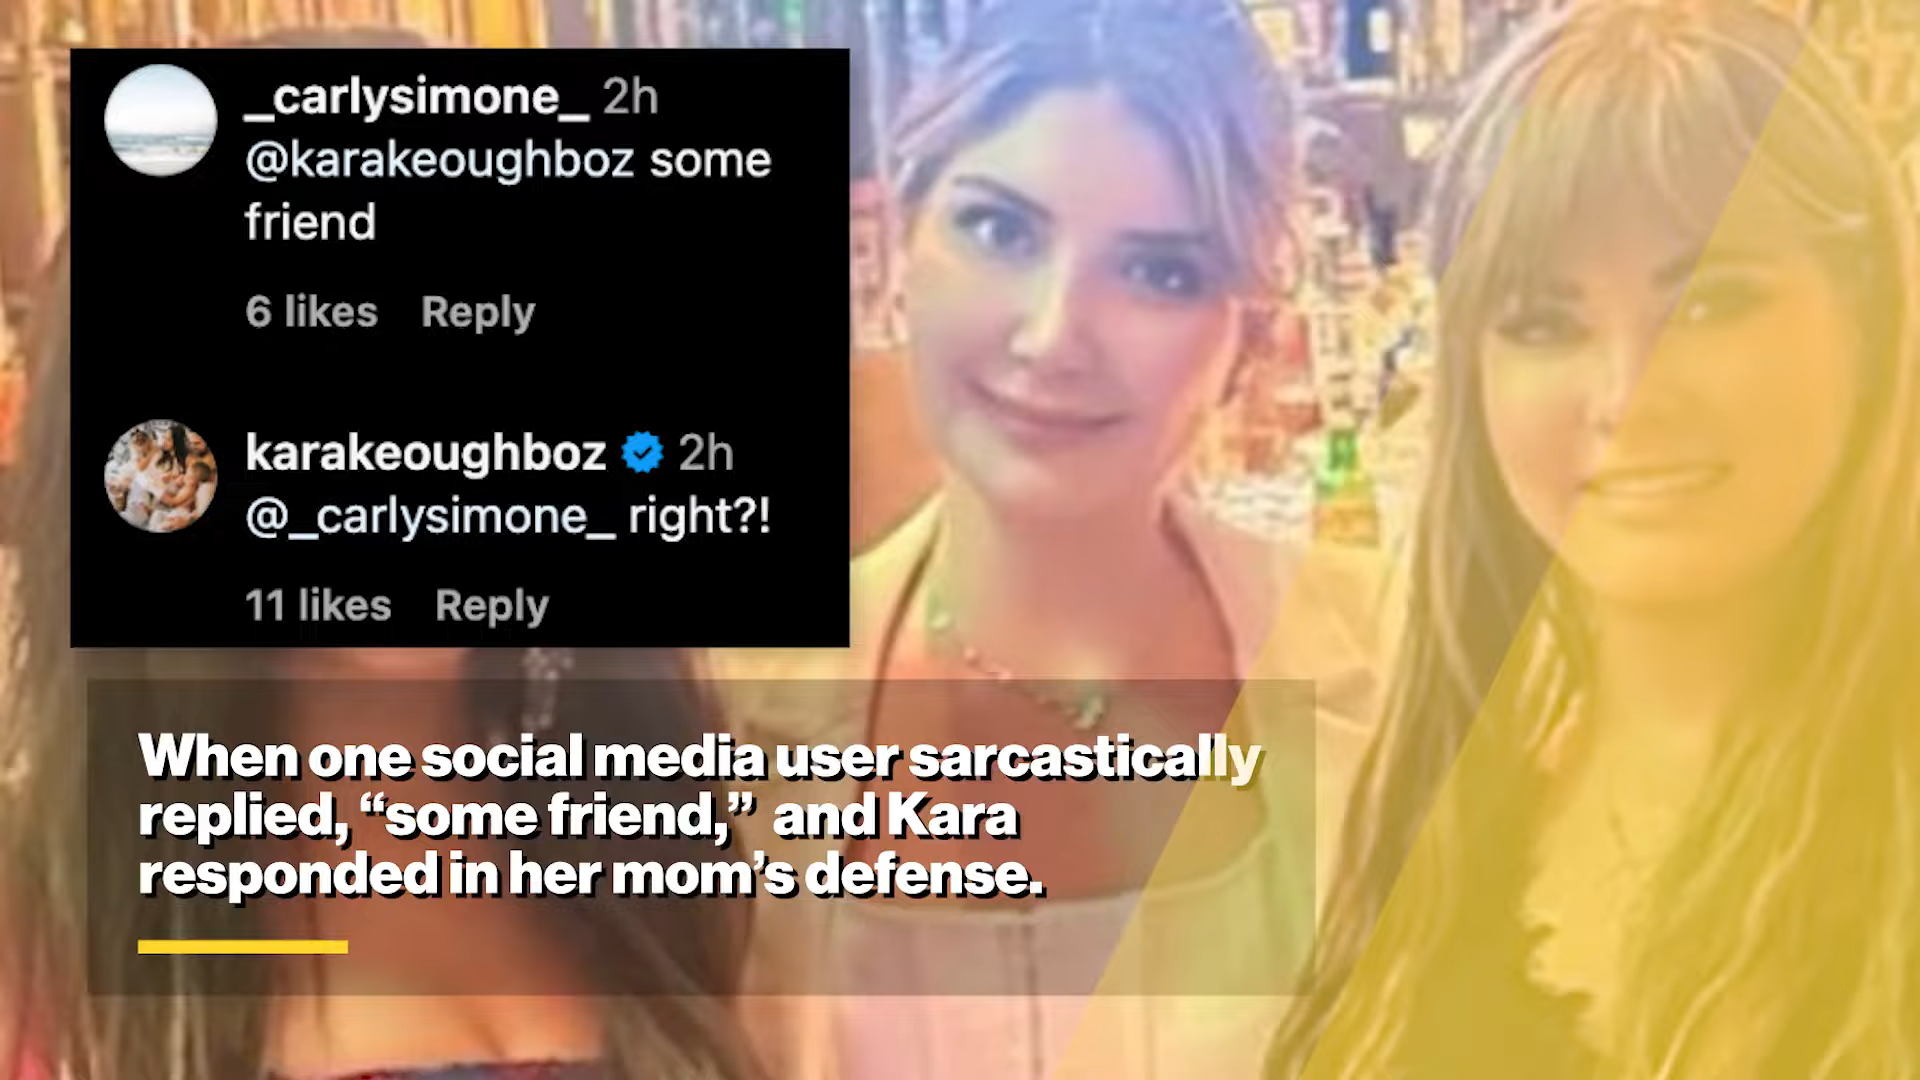 _carlysimone_ 2h
@karakeoughboz some
friend
6 likes Reply
karakeoughboz 2h
@_carlysimone_ right?!
11 likes Reply
When one social media user sarcastically
replied, “some friend,” and Kara
responded in her mom’s defense.